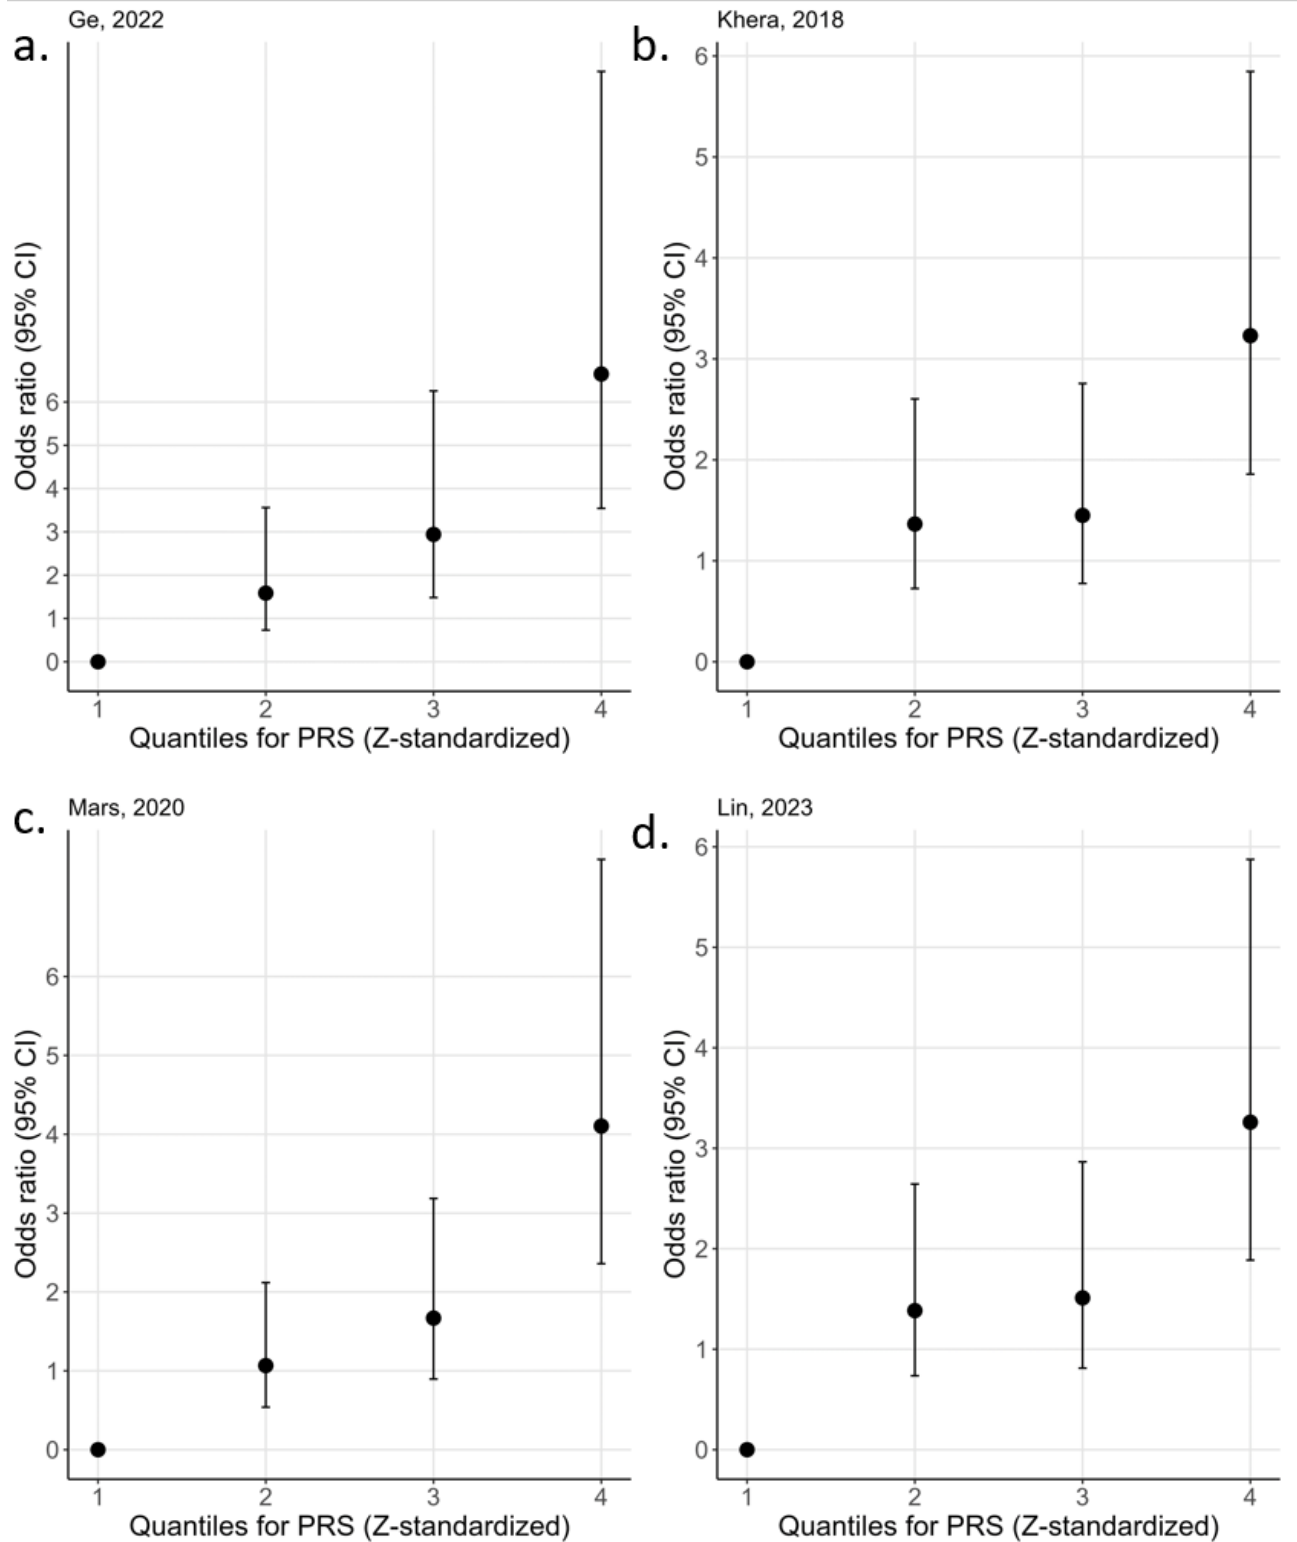 a.
Ge, 2022
Odds ratio (95% CI)
6
5
4
3
2
1
0
1 2 3 4
Quantiles for PRS (Z-standardized)
b.
Khera, 2018
Odds ratio (95% CI)
6
5
4
3
2
1
0
1 2 3 4
Quantiles for PRS (Z-standardized)
c.
Mars, 2020
Odds ratio (95% CI)
6
5
4
3
2
1
0
1 2 3 4
Quantiles for PRS (Z-standardized)
d.
Lin, 2023
Odds ratio (95% CI)
6
5
4
3
2
1
0
1 2 3 4
Quantiles for PRS (Z-standardized)